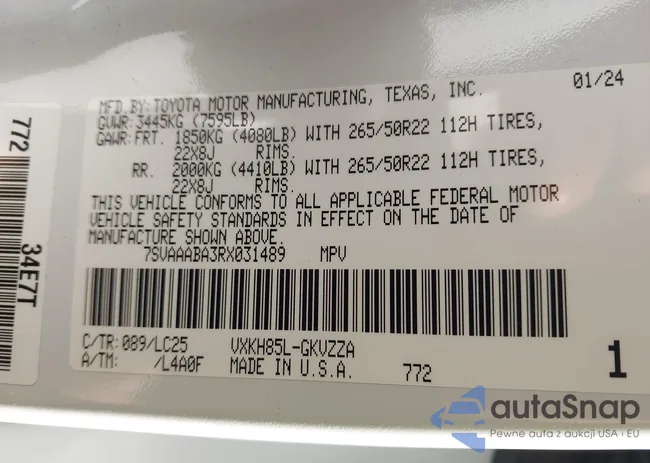 772
34E7T
MFD.BY:TOYOTA MOTOR MANUFACTURING, TEXAS, INC. 01/24
GVWR:3445KG (7595LB)
GAWR:FRT. 1850KG (4080LB) WITH 265/50R22 112H TIRES,
22X8J RIMS.
RR. 2000KG (4410LB) WITH 265/50R22 112H TIRES,
22X8J RIMS.
THIS VEHICLE CONFORMS TO ALL APPLICABLE FEDERAL MOTOR
VEHICLE SAFETY STANDARDS IN EFFECT ON THE DATE OF
MANUFACTURE SHOWN ABOVE.
7SVAAABA3RX031489 MPV
C/TR:089/LC25 VXKH85L-GKVZZA
A/TM: /L4A0F MADE IN U.S.A. 772 1
autaSnap
Pewne auta z aukcji USA i EU